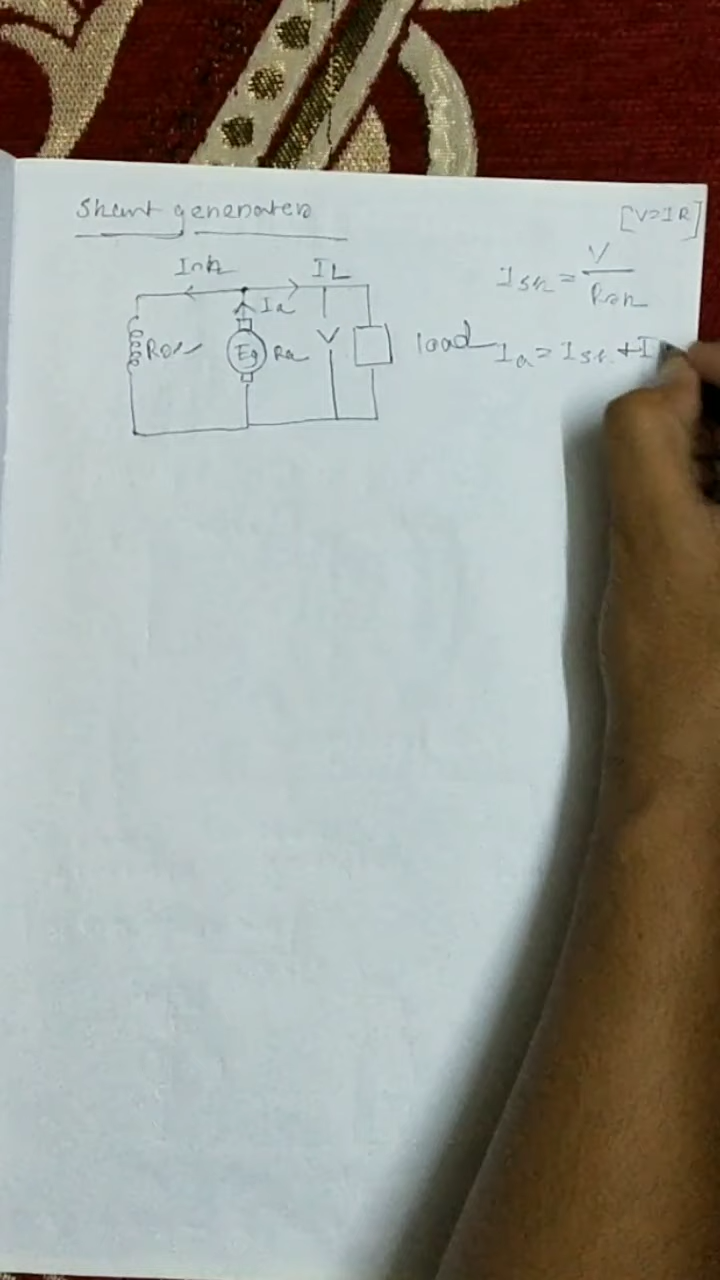 Shunt generator
[V=IR]
Ish
IL
Ish = V
Rsh
Ia
Rsh
Eg
Ra
V
load
Ia = Ish + I